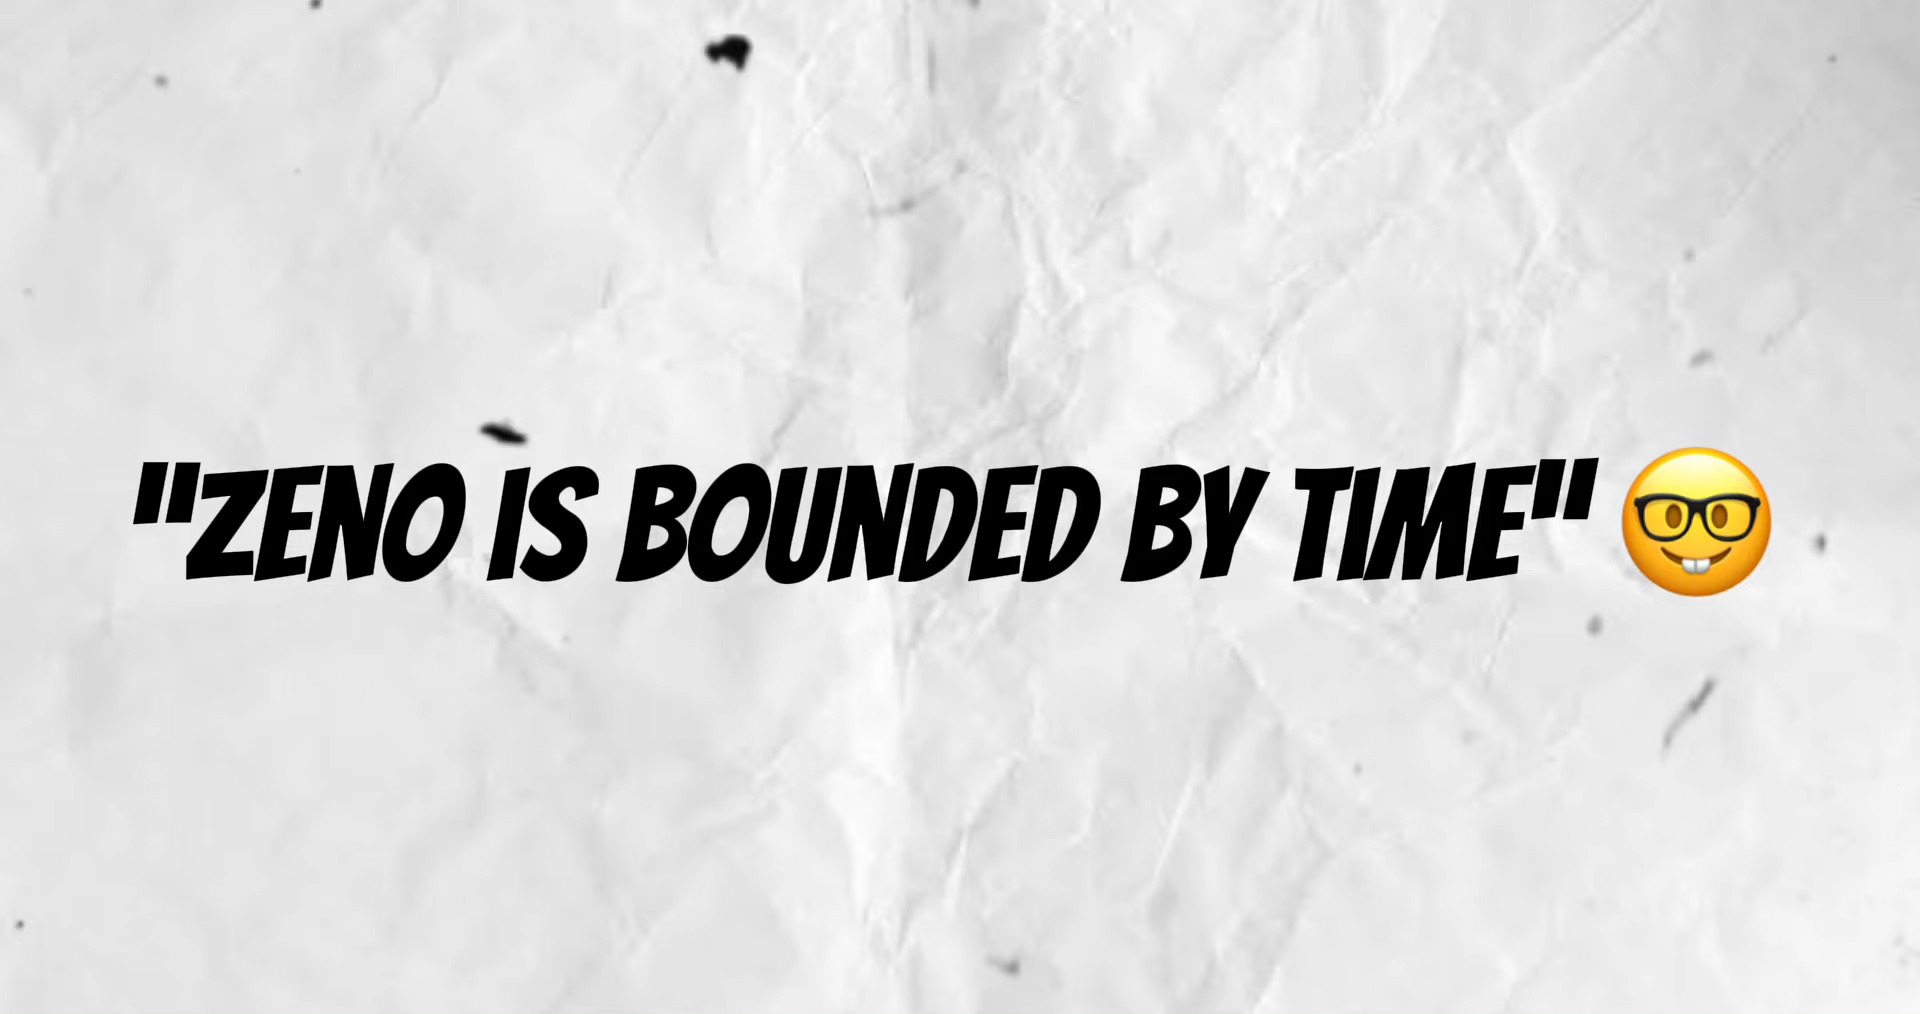 "ZENO IS BOUNDED BY TIME" 🤓